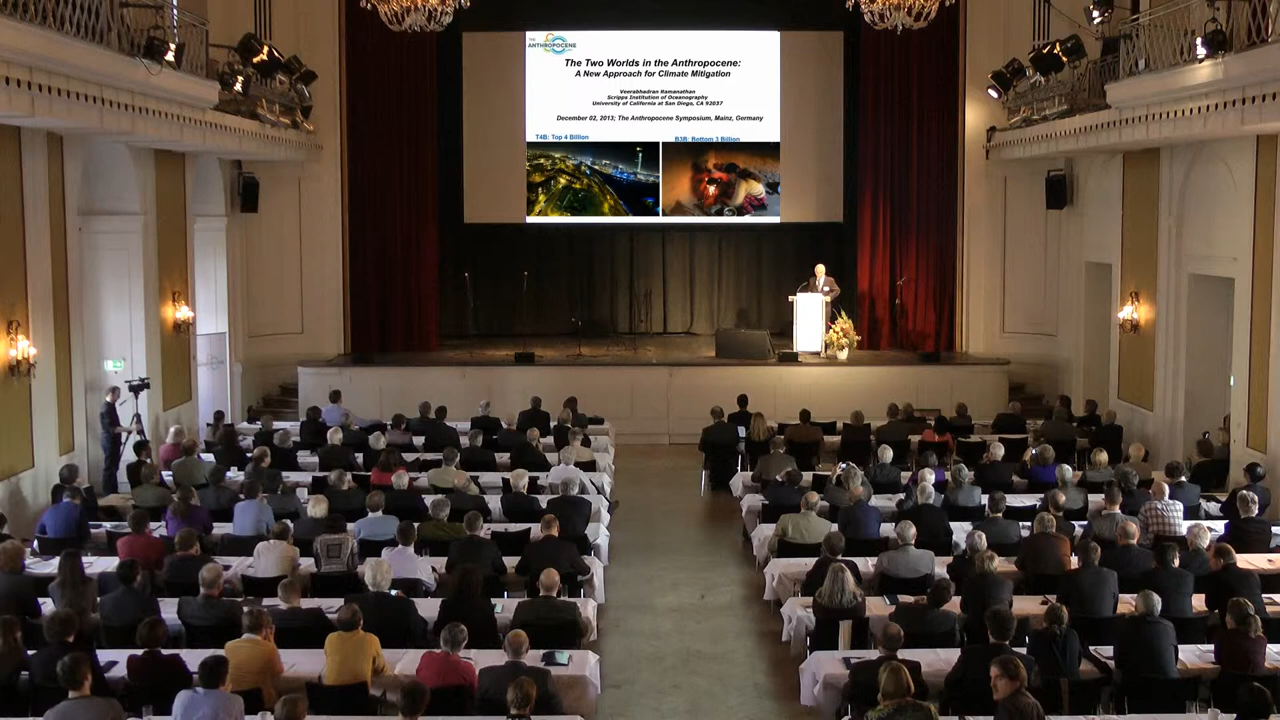 THE
ANTHROPOCENE
The Two Worlds in the Anthropocene:
A New Approach for Climate Mitigation
Veerabhadran Ramanathan
Scripps Institution of Oceanography
University of California at San Diego, CA 92037
December 02, 2013; The Anthropocene Symposium, Mainz, Germany
T4B: Top 4 Billion
B3B: Bottom 3 Billion